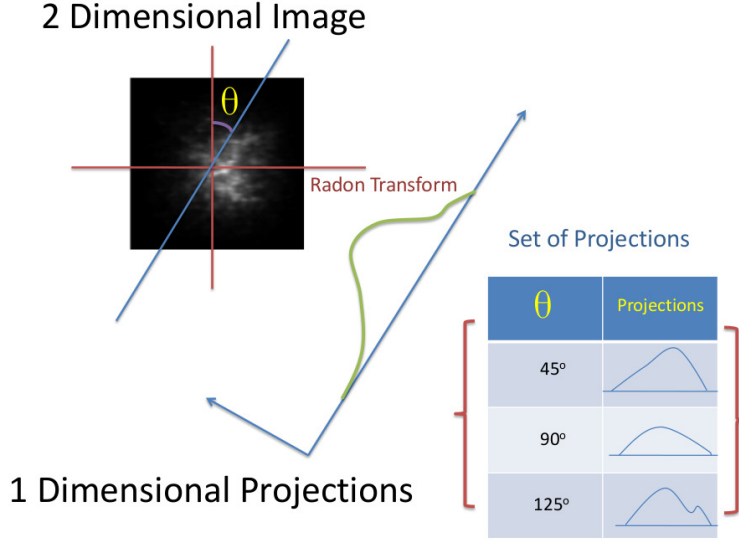 2 Dimensional Image
θ
Radon Transform
Set of Projections
θ Projections
45º
90º
125º
1 Dimensional Projections